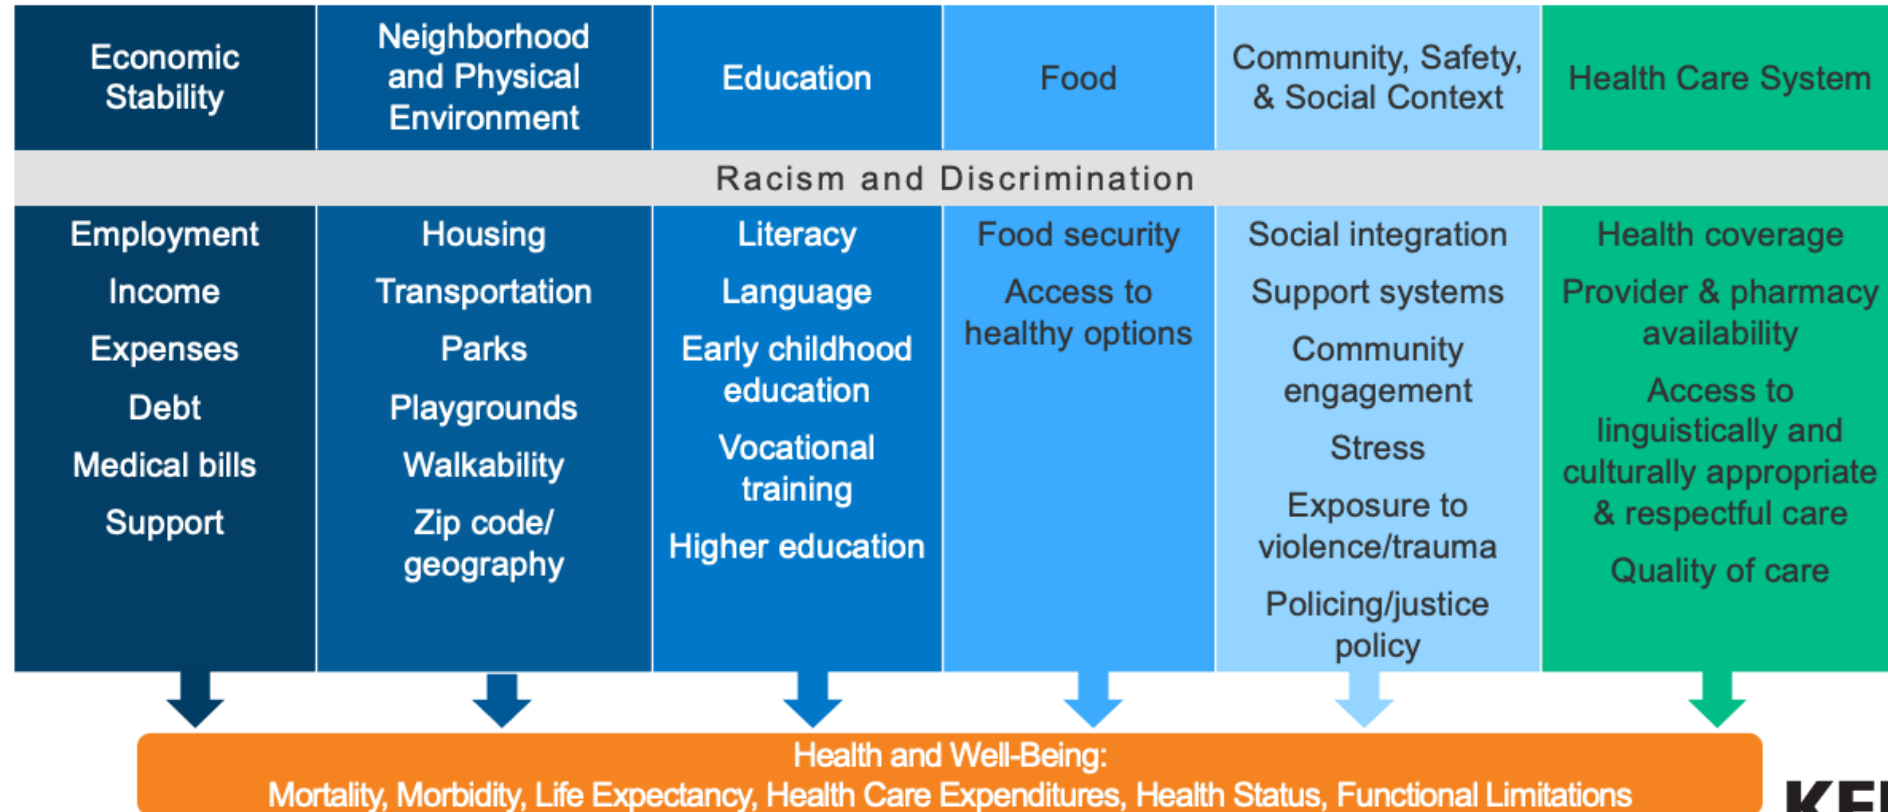 Economic
Stability
Neighborhood
and Physical
Environment
Education
Food
Community, Safety,
& Social Context
Health Care System
Racism and Discrimination
Employment
Income
Expenses
Debt
Medical bills
Support
Housing
Transportation
Parks
Playgrounds
Walkability
Zip code/
geography
Literacy
Language
Early childhood
education
Vocational
training
Higher education
Food security
Access to
healthy options
Social integration
Support systems
Community
engagement
Stress
Exposure to
violence/trauma
Policing/justice
policy
Health coverage
Provider & pharmacy
availability
Access to
linguistically and
culturally appropriate
& respectful care
Quality of care
Health and Well-Being:
Mortality, Morbidity, Life Expectancy, Health Care Expenditures, Health Status, Functional Limitations